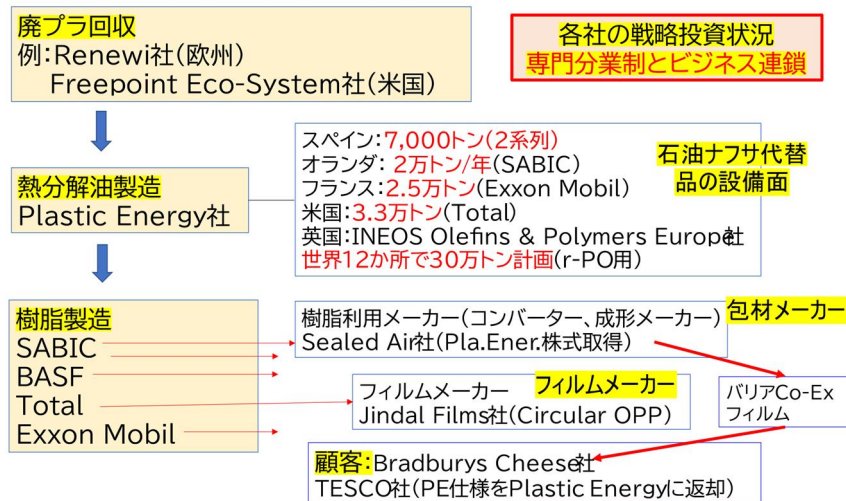 廃プラ回収
例：Renewi社(欧州)
Freepoint Eco-System社(米国)
各社の戦略投資状況
専門分業制とビジネス連鎖
熱分解油製造
Plastic Energy社
スペイン：7,000トン(2系列)
オランダ：2万トン/年(SABIC)
フランス：2.5万トン(Exxon Mobil)
米国：3.3万トン(Total)
英国：INEOS Olefins & Polymers Europe社
世界12か所で30万トン計画(r-PO用)
石油ナフサ代替
品の設備面
樹脂製造
SABIC
BASF
Total
Exxon Mobil
樹脂利用メーカー(コンバーター、成形メーカー)
Sealed Air社(Pla.Ener.株式取得)
包材メーカー
フィルムメーカー フィルムメーカー
Jindal Films社(Circular OPP)
バリアCo-Ex
フィルム
顧客：Bradburys Cheese社
TESCO社(PE仕様をPlastic Energyに返却)